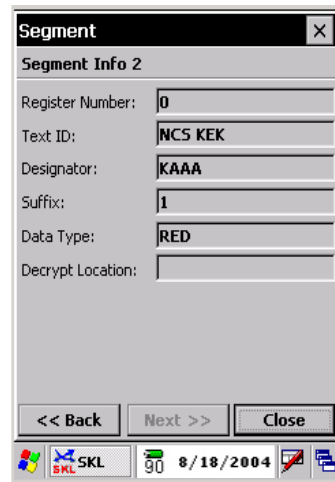 Segment
Segment Info 2
Register Number: 0
Text ID: NCS KEK
Designator: KAAA
Suffix: 1
Data Type: RED
Decrypt Location:
<< Back Next >> Close
SKL SKL 90 8/18/2004